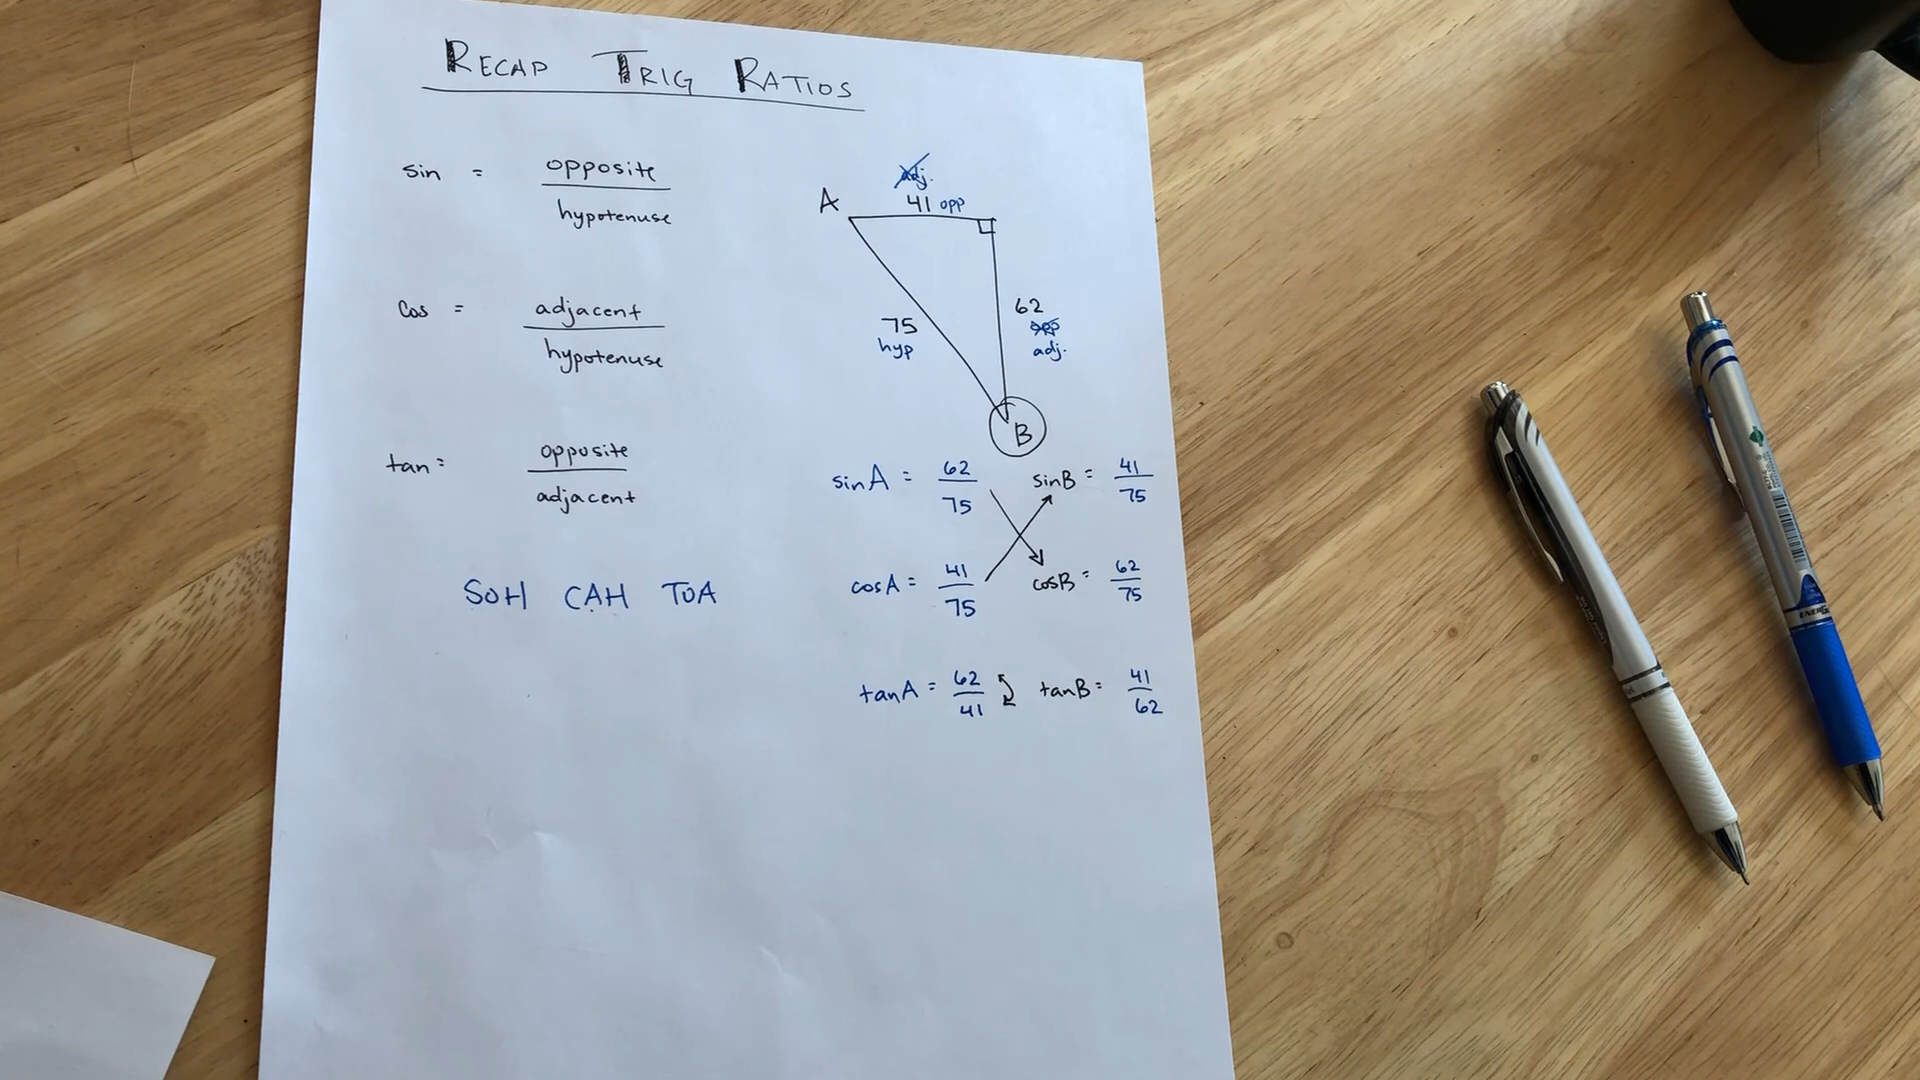 RECAP TRIG RATIOS
sin = opposite
hypotenuse
Cos = adjacent
hypotenuse
tan = opposite
adjacent
SOH CAH TOA
adj.
A 41 opp
62
opp
75
hyp
adj.
B
sinA = 62
75
sinB = 41
75
cosA = 41
75
cosB = 62
75
tanA = 62
41
tanB = 41
62